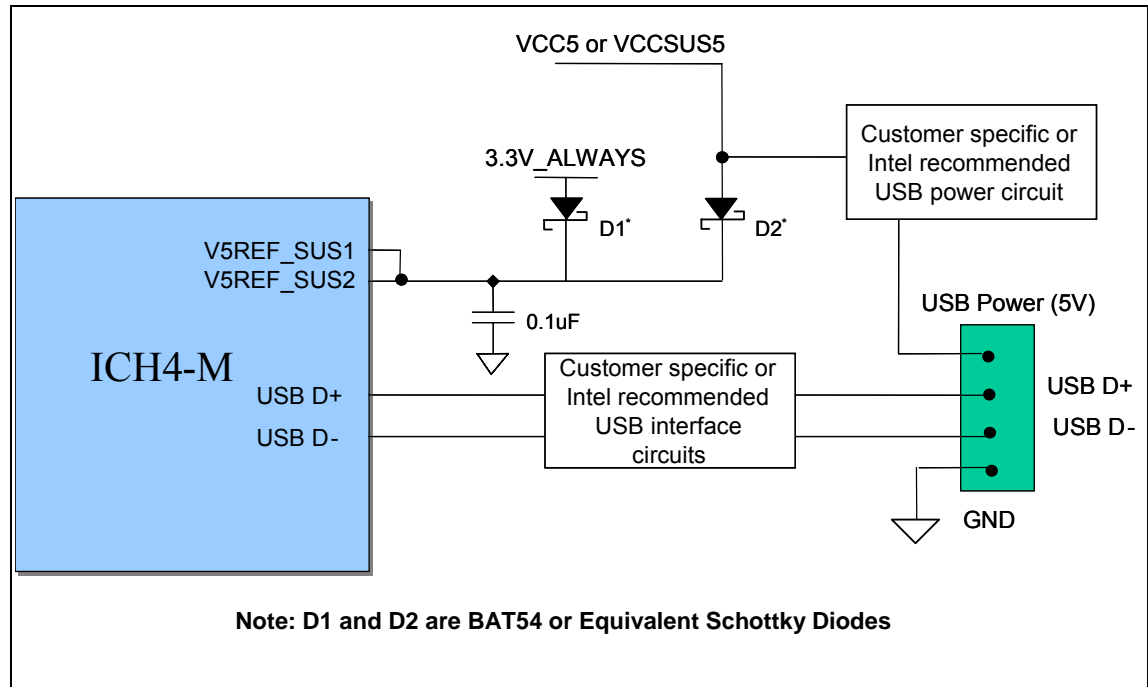 VCC5 or VCCSUS5
Customer specific or
Intel recommended
USB power circuit
3.3V_ALWAYS
D1*
D2*
V5REF_SUS1
V5REF_SUS2
0.1uF
USB Power (5V)
ICH4-M
USB D+
USB D-
Customer specific or
Intel recommended
USB interface
circuits
USB D+
USB D-
GND
Note: D1 and D2 are BAT54 or Equivalent Schottky Diodes